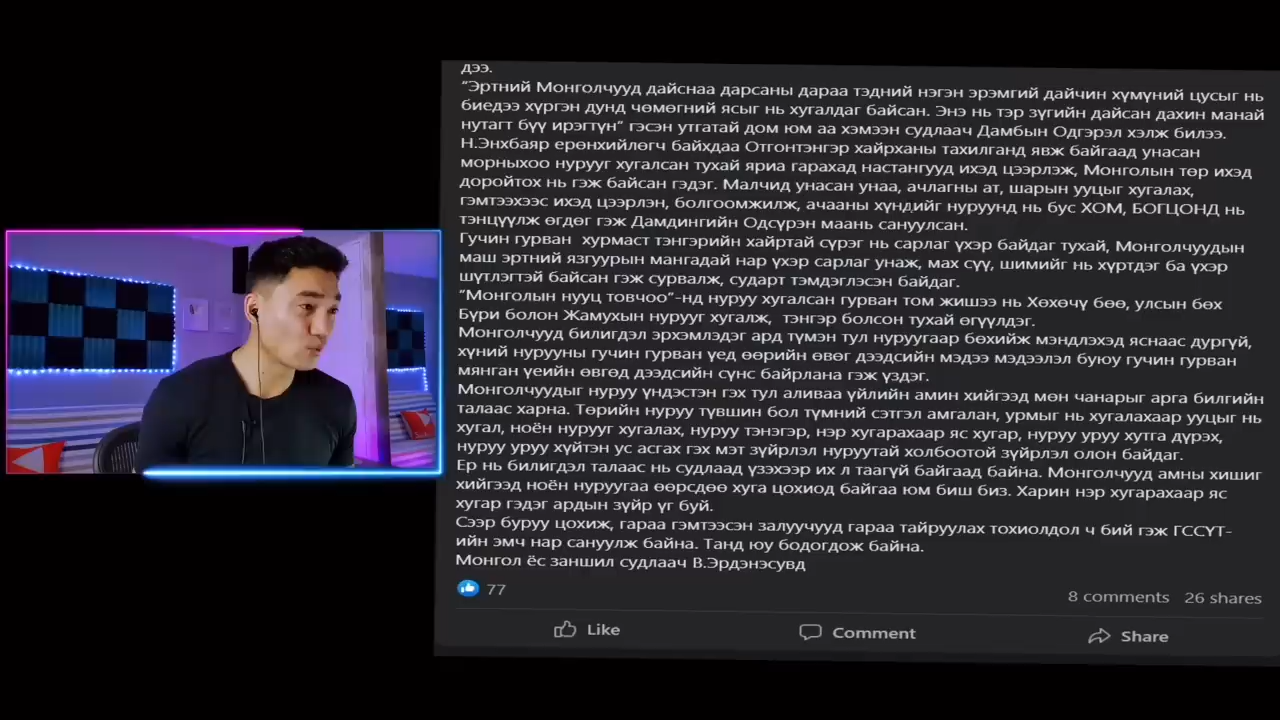 дээ.
"Эртний Монголчууд дайснаа дарсаны дараа тэдний нэгэн эрэмгий дайчин хүмүний цусыг нь
биедээ хүргэн дунд чөмөгний ясыг нь хугалдаг байсан. Энэ нь тэр зүгийн дайсан дахин манай
нутагт бүү ирэгтүн" гэсэн утгатай дом юм аа хэмээн судлаач Дамбын Одгэрэл хэлж билээ.
Н.Энхбаяр ерөнхийлөгч байхдаа Отгонтэнгэр хайрханы тахилганд явж байгаад унасан
морныхоо нурууг хугалсан тухай яриа гарахад настангууд ихэд цээрлэж, Монголын төр ихэд
доройтох нь гэж байсан гэдэг. Малчид унасан унаа, ачлагны ат, шарын ууцыг хугалах,
гэмтээхээс ихэд цээрлэн, болгоомжилж, ачааны хүндийг нуруунд нь бус ХОМ, БОГЦОНД нь
тэнцүүлж өгдөг гэж Дамдингийн Одсүрэн маань сануулсан.
Гучин гурван хурмаст тэнгэрийн хайртай сүрэг нь сарлаг үхэр байдаг тухай, Монголчуудын
маш эртний язгуурын мангадай нар үхэр сарлаг унаж, мах сүү, шимийг нь хүртдэг ба үхэр
шүтлэгтэй байсан гэж сурвалж, сударт тэмдэглэсэн байдаг.
"Монголын нууц товчоо"-нд нуруу хугалсан гурван том жишээ нь Хөхөчү бөө, улсын бөх
Бүри болон Жамухын нурууг хугалж, тэнгэр болсон тухай өгүүлдэг.
Монголчууд билигдэл эрхэмлэдэг ард түмэн тул нуруугаар бөхийж мэндлэхэд яснаас дургүй,
хүний нурууны гучин гурван үед өөрийн өвөг дээдсийн мэдээ мэдээлэл буюу гучин гурван
мянган үеийн өвгөд дээдсийн сүнс байрлана гэж үздэг.
Монголчуудыг нуруу үндэстэн гэх тул аливаа үйлийн амин хийгээд мөн чанарыг арга билгийн
талаас харна. Төрийн нуруу түвшин бол түмний сэтгэл амгалан, урмыг нь хугалахаар ууцыг нь
хугал, ноён нурууг хугалах, нуруу тэнэгэр, нэр хугарахаар яс хугар, нуруу уруу хутга дүрэх,
нуруу уруу хүйтэн ус асгах гэх мэт зүйрлэл нуруутай холбоотой зүйрлэл олон байдаг.
Ер нь билигдэл талаас нь судлаад үзэхээр их л таагүй байгаад байна. Монголчууд амны хишиг
хийгээд ноён нуруугаа өөрсдөө хуга цохиод байгаа юм биш биз. Харин нэр хугарахаар яс
хугар гэдэг ардын зүйр үг буй.
Сээр буруу цохиж, гараа гэмтээсэн залуучууд гараа тайруулах тохиолдол ч бий гэж ГССҮТ-
ийн эмч нар сануулж байна. Танд юу бодогдож байна.
Монгол ёс заншил судлаач В.Эрдэнэсувд
77
8 comments 26 shares
Like Comment Share